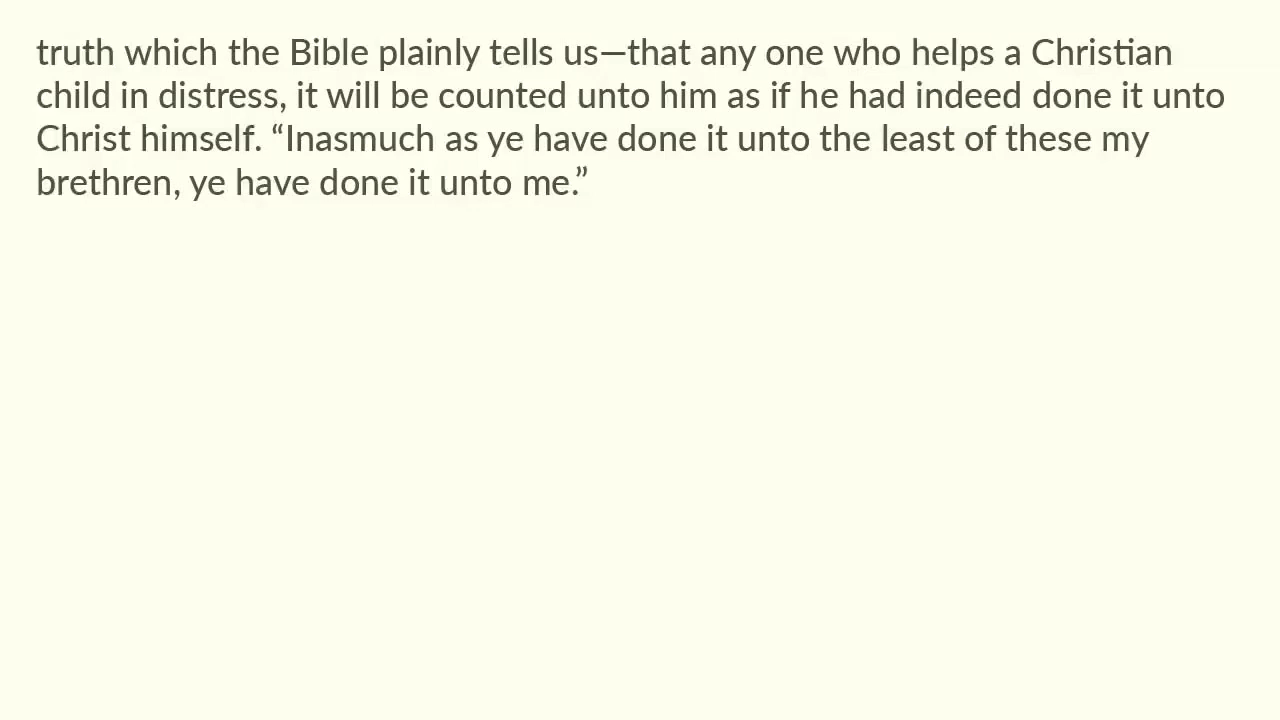 truth which the Bible plainly tells us—that any one who helps a Christian
child in distress, it will be counted unto him as if he had indeed done it unto
Christ himself. “Inasmuch as ye have done it unto the least of these my
brethren, ye have done it unto me.”